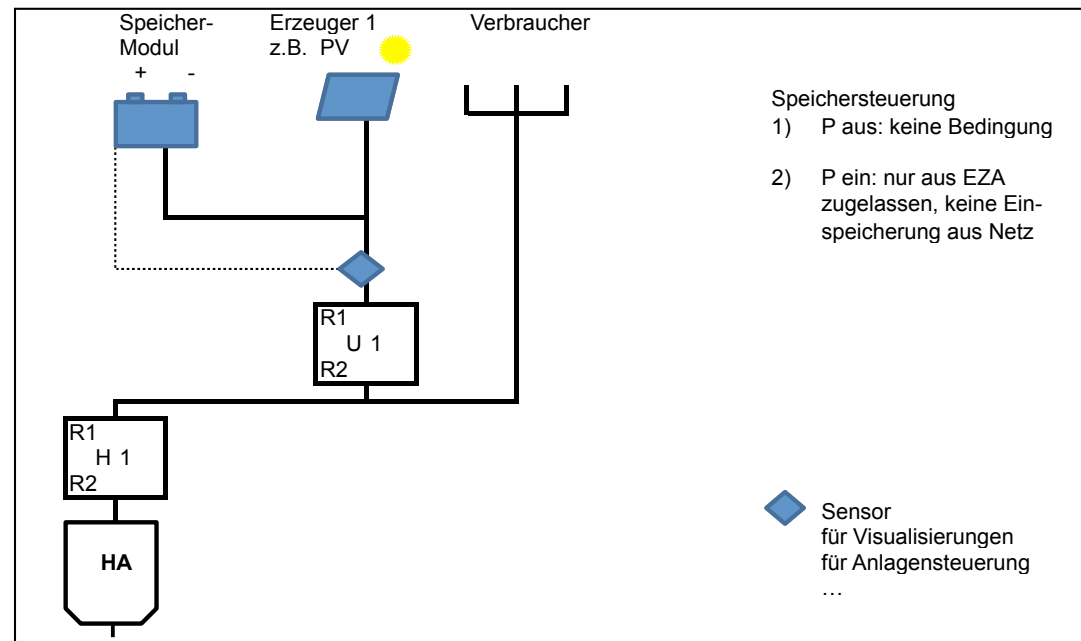 Speicher-
Modul
+ -
Erzeuger 1
z.B. PV
Verbraucher
Speichersteuerung
1) P aus: keine Bedingung
2) P ein: nur aus EZA
zugelassen, keine Ein-
speicherung aus Netz
R1
U 1
R2
R1
H 1
R2
HA
Sensor
für Visualisierungen
für Anlagensteuerung
…